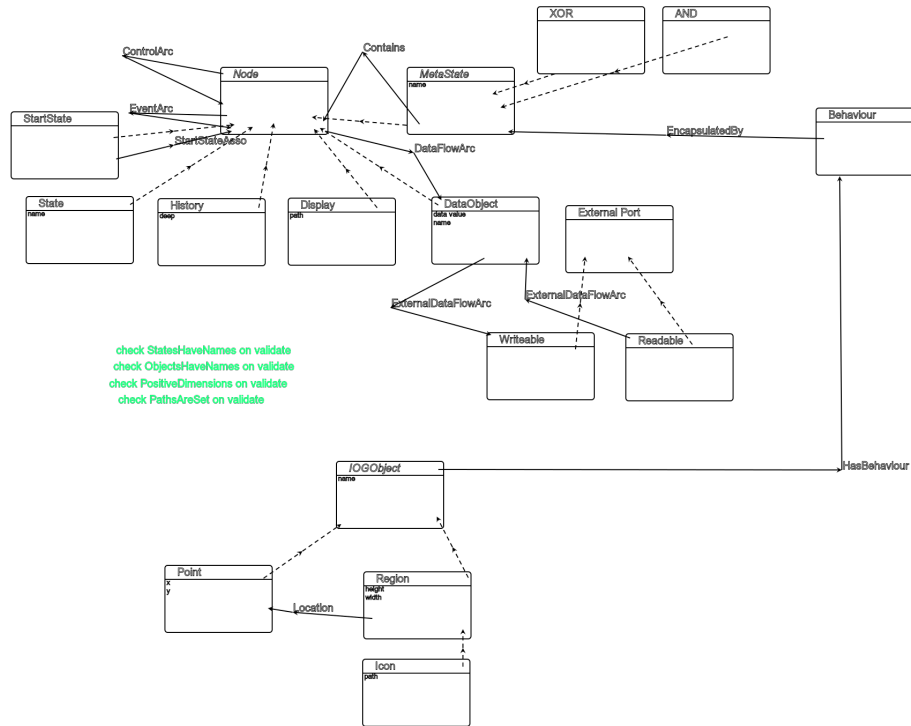 XOR
AND
ControlArc
Contains
Node
MetaState
name
EventArc
StartState
Behaviour
EncapsulatedBy
StartStateAsso
DataFlowArc
State
name
History
deep
Display
path
DataObject
data value
name
External Port
ExternalDataFlowArc
ExternalDataFlowArc
Writeable
Readable
check StatesHaveNames on validate
check ObjectsHaveNames on validate
check PositiveDimensions on validate
check PathsAreSet on validate
IOGObject
name
HasBehaviour
Point
x
y
Region
height
width
Location
Icon
path